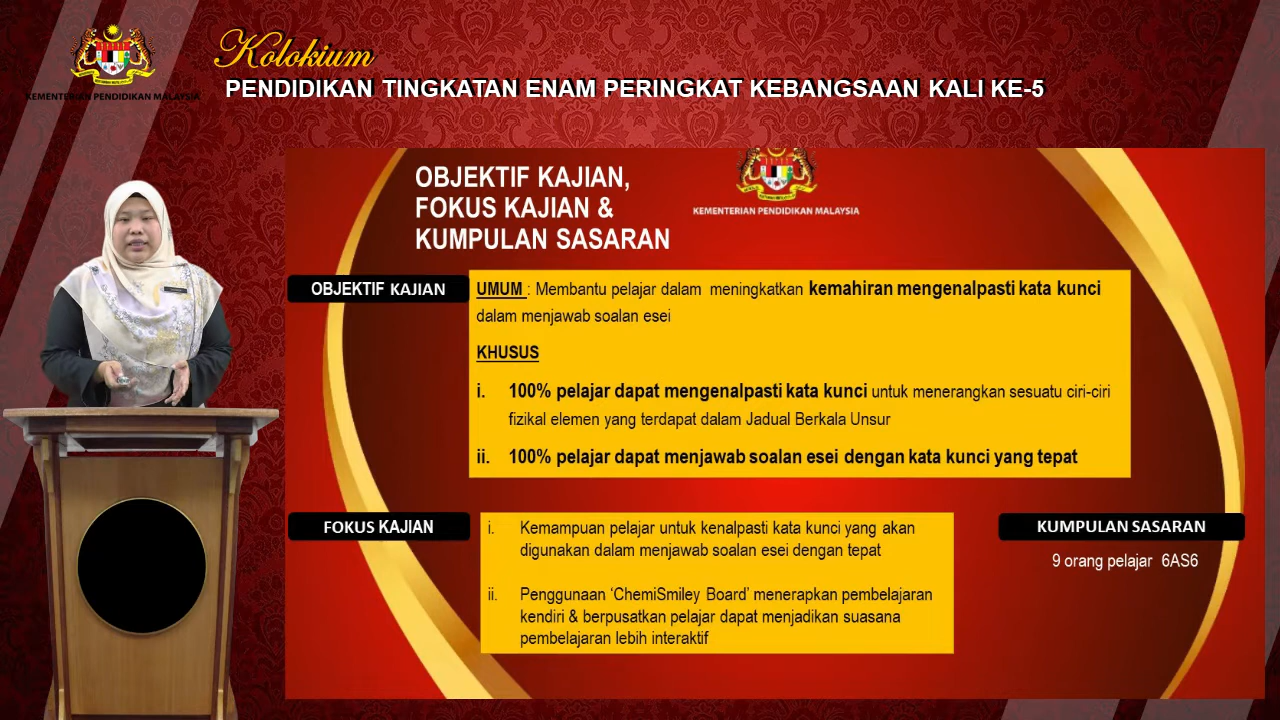 KEMENTERIAN PENDIDIKAN MALAYSIA
Kolokium
PENDIDIKAN TINGKATAN ENAM PERINGKAT KEBANGSAAN KALI KE-5
OBJEKTIF KAJIAN,
FOKUS KAJIAN &
KUMPULAN SASARAN
KEMENTERIAN PENDIDIKAN MALAYSIA
OBJEKTIF KAJIAN
UMUM : Membantu pelajar dalam meningkatkan kemahiran mengenalpasti kata kunci
dalam menjawab soalan esei
KHUSUS
i. 100% pelajar dapat mengenalpasti kata kunci untuk menerangkan sesuatu ciri-ciri
fizikal elemen yang terdapat dalam Jadual Berkala Unsur
ii. 100% pelajar dapat menjawab soalan esei dengan kata kunci yang tepat
FOKUS KAJIAN
i. Kemampuan pelajar untuk kenalpasti kata kunci yang akan
digunakan dalam menjawab soalan esei dengan tepat
ii. Penggunaan ‘ChemiSmiley Board’ menerapkan pembelajaran
kendiri & berpusatkan pelajar dapat menjadikan suasana
pembelajaran lebih interaktif
KUMPULAN SASARAN
9 orang pelajar 6AS6